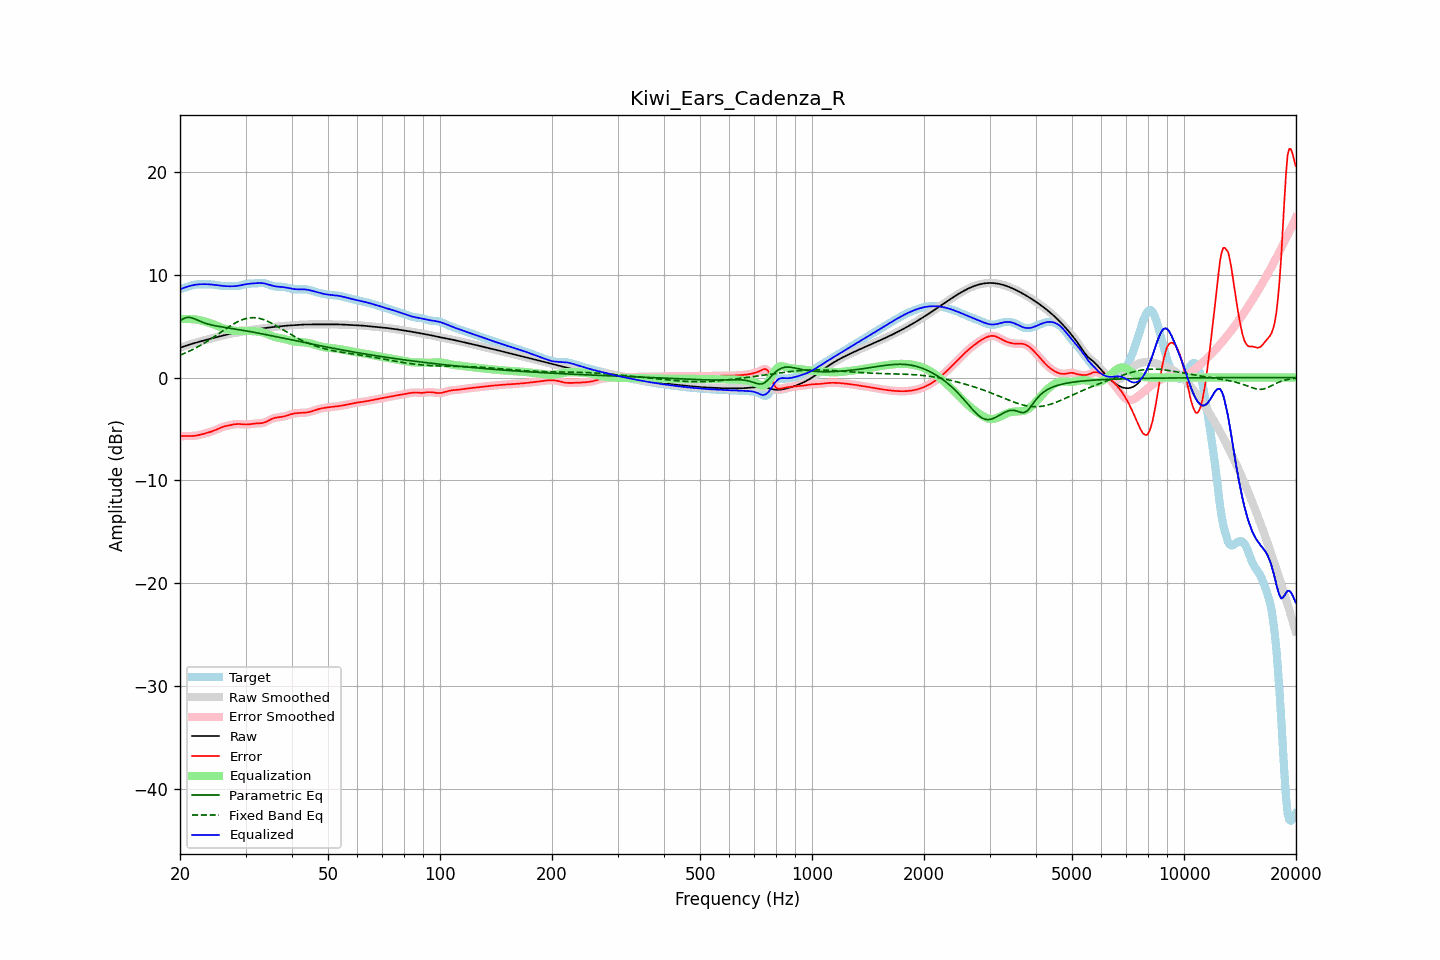 Kiwi_Ears_Cadenza_R
20
10
0
−10
−20
−30
−40
Amplitude (dBr)
Target
Raw Smoothed
Error Smoothed
Raw
Error
Equalization
Parametric Eq
Fixed Band Eq
Equalized
20 50 100 200 500 1000 2000 5000 10000 20000
Frequency (Hz)